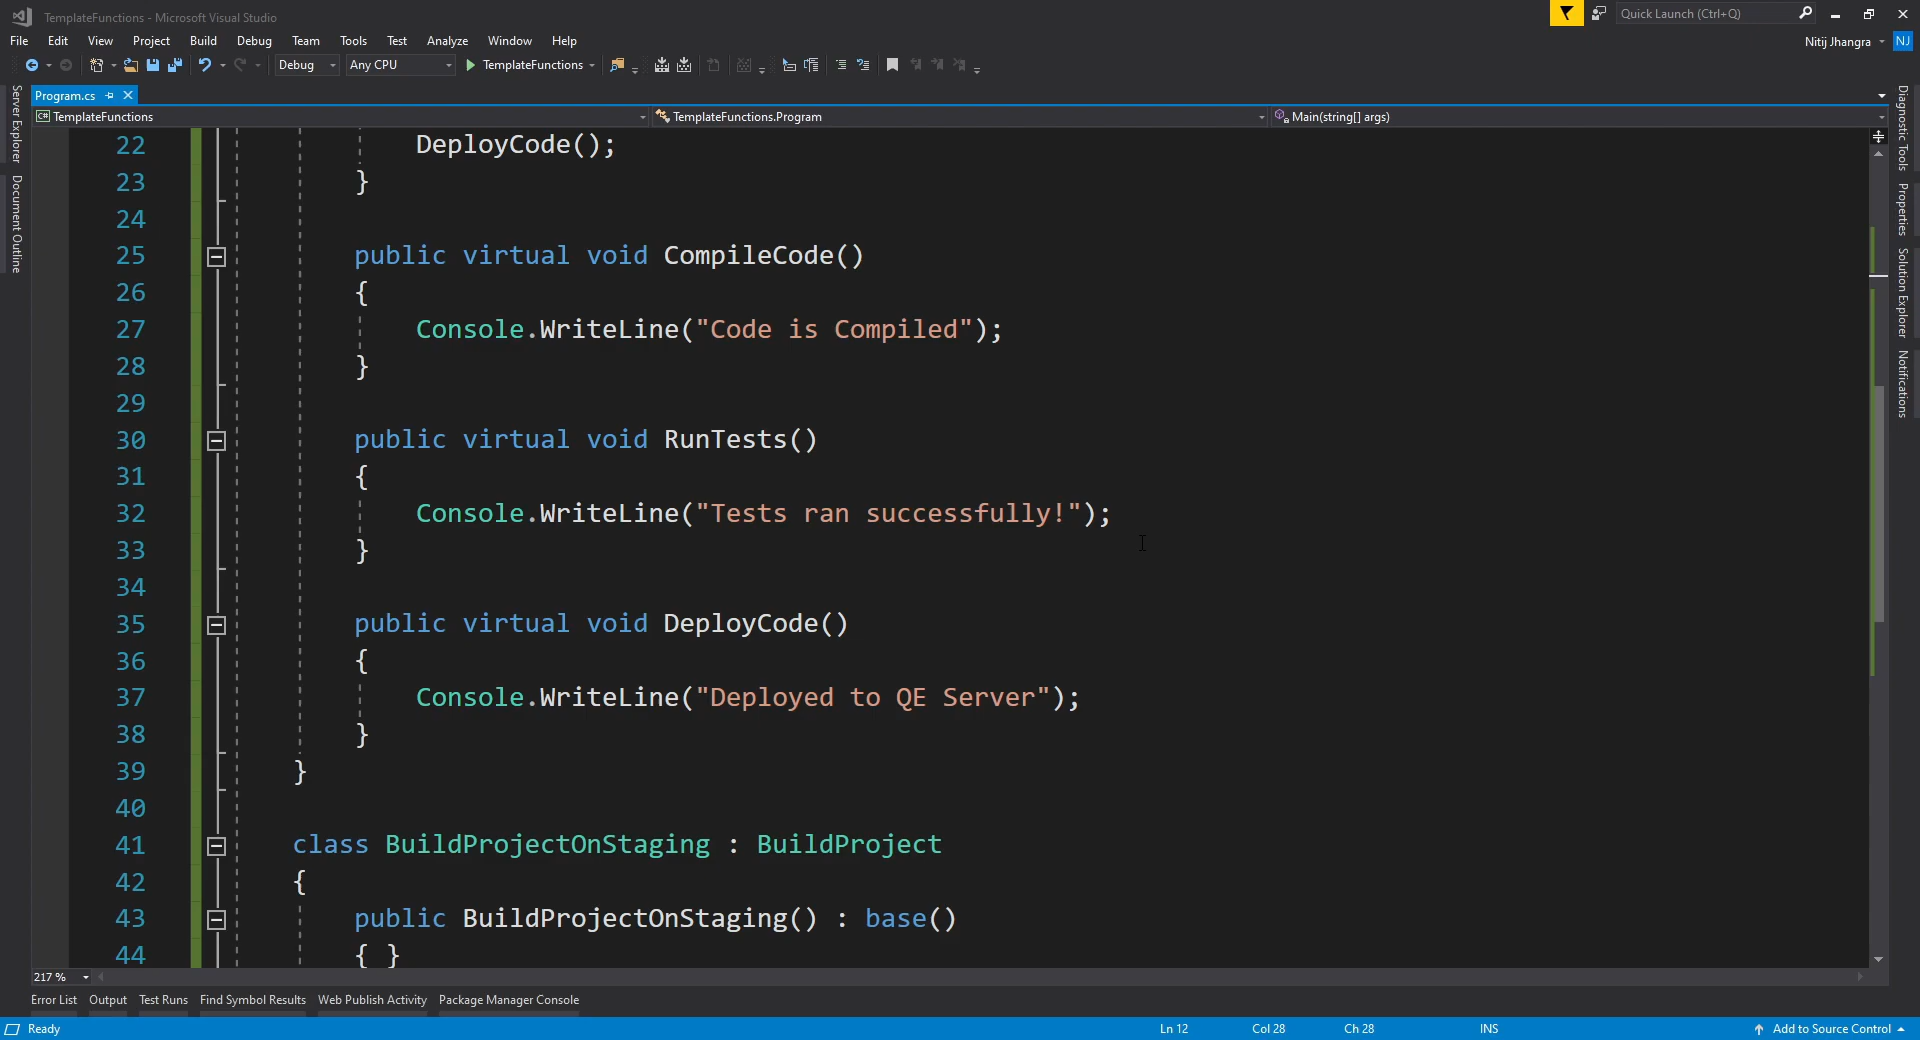 TemplateFunctions - Microsoft Visual Studio
Quick Launch (Ctrl+Q)
File Edit View Project Build Debug Team Tools Test Analyze Window Help
Nitij Jhangra NJ
Debug Any CPU TemplateFunctions
Program.cs
TemplateFunctions TemplateFunctions.Program Main(string[] args)
Server Explorer
Document Outline
22 DeployCode();
23 }
24
25 public virtual void CompileCode()
26 {
27 Console.WriteLine("Code is Compiled");
28 }
29
30 public virtual void RunTests()
31 {
32 Console.WriteLine("Tests ran successfully!");
33 }
34
35 public virtual void DeployCode()
36 {
37 Console.WriteLine("Deployed to QE Server");
38 }
39 }
40
41 class BuildProjectOnStaging : BuildProject
42 {
43 public BuildProjectOnStaging() : base()
44 { }
Diagnostic Tools
Properties
Solution Explorer
Notifications
217 %
Error List Output Test Runs Find Symbol Results Web Publish Activity Package Manager Console
Ready Ln 12 Col 28 Ch 28 INS Add to Source Control